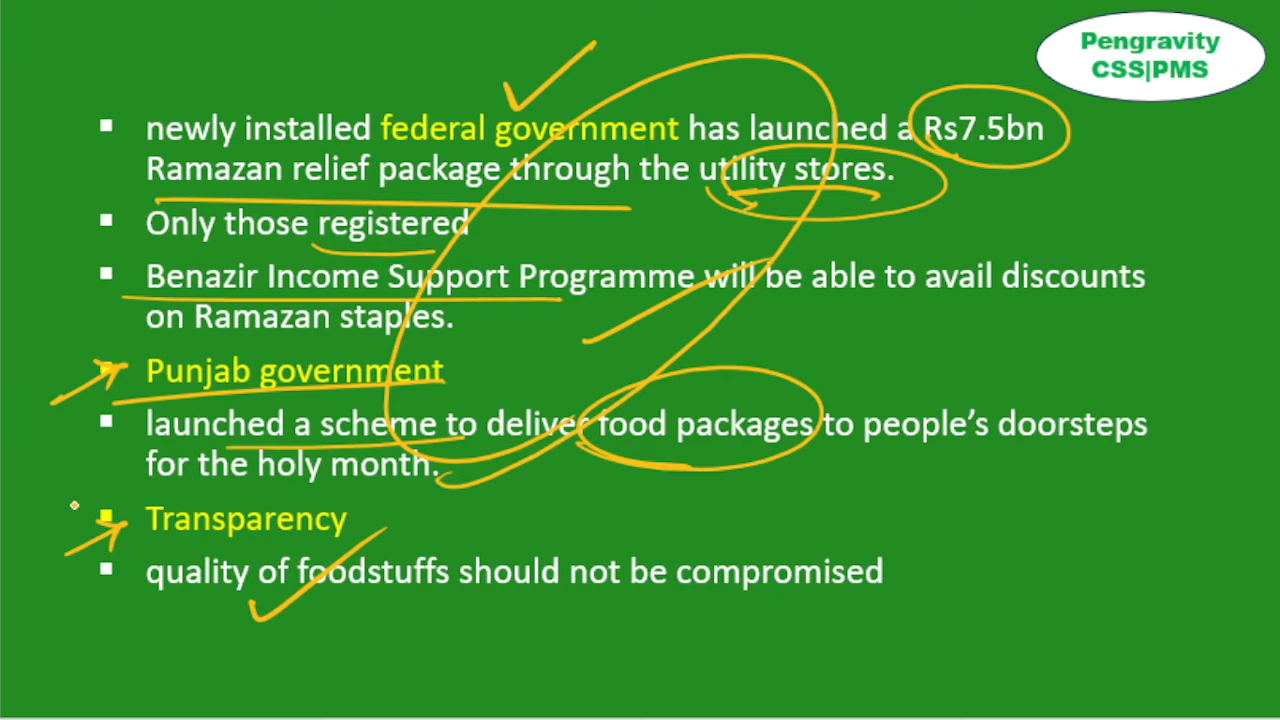 Pengravity
CSS|PMS
▪ newly installed federal government has launched a Rs7.5bn
Ramazan relief package through the utility stores.
▪ Only those registered
▪ Benazir Income Support Programme will be able to avail discounts
on Ramazan staples.
▪ Punjab government
▪ launched a scheme to deliver food packages to people’s doorsteps
for the holy month.
▪ Transparency
▪ quality of foodstuffs should not be compromised